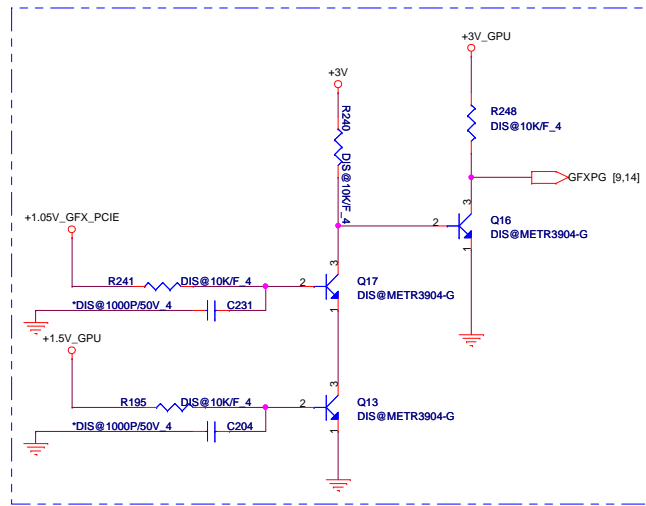 +3V_GPU
+3V
R248
DIS@10K/F_4
R240
DIS@10K/F_4
GFXPG [9,14]
3
2
Q16
DIS@METR3904-G
1
+1.05V_GFX_PCIE
R241
DIS@10K/F_4
3
2
Q17
DIS@METR3904-G
1
*DIS@1000P/50V_4
C231
+1.5V_GPU
R195
DIS@10K/F_4
3
2
Q13
DIS@METR3904-G
1
*DIS@1000P/50V_4
C204